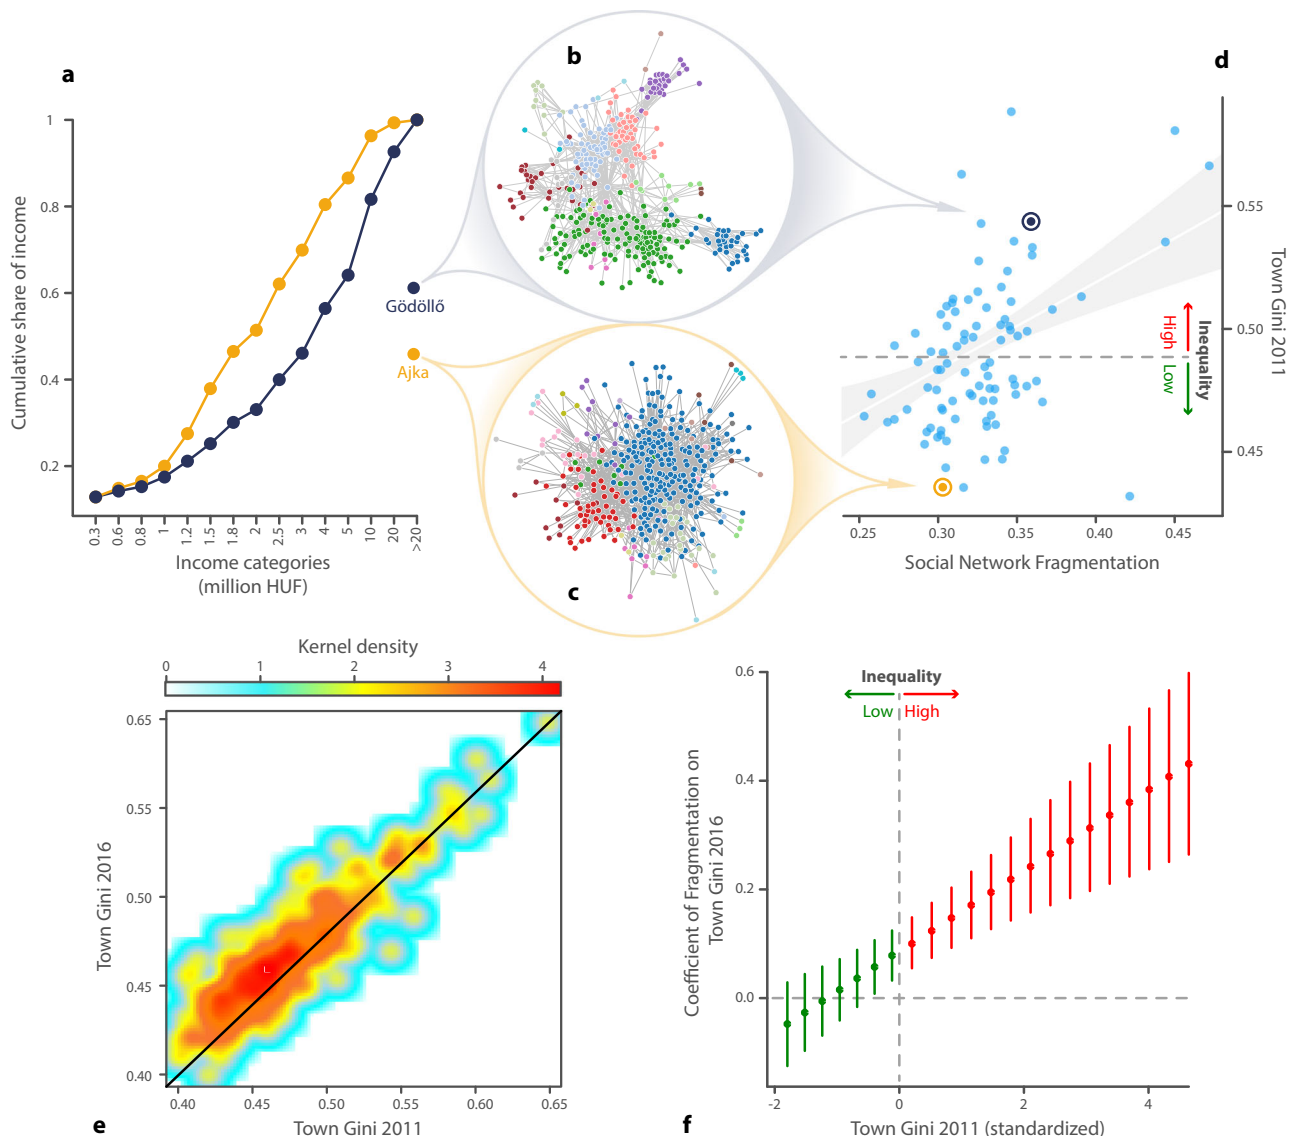 a
1
0.8
0.6
0.4
0.2
Cumulative share of income
0.3
0.6
0.8
1
1.2
1.5
1.8
2
2.5
3
4
5
10
20
>20
Income categories
(million HUF)
Gödöllő
Ajka
b
c
d
0.55
0.50
0.45
Town Gini 2011
High
Low
Inequality
0.25
0.30
0.35
0.40
0.45
Social Network Fragmentation
Kernel density
0
1
2
3
4
0.65
0.55
0.50
0.45
0.40
Town Gini 2016
0.40
0.45
0.50
0.55
0.60
0.65
Town Gini 2011
e
0.6
0.4
0.2
0.0
Coefficient of Fragmentation on
Town Gini 2016
Inequality
Low
High
-2
0
2
4
Town Gini 2011 (standardized)
f